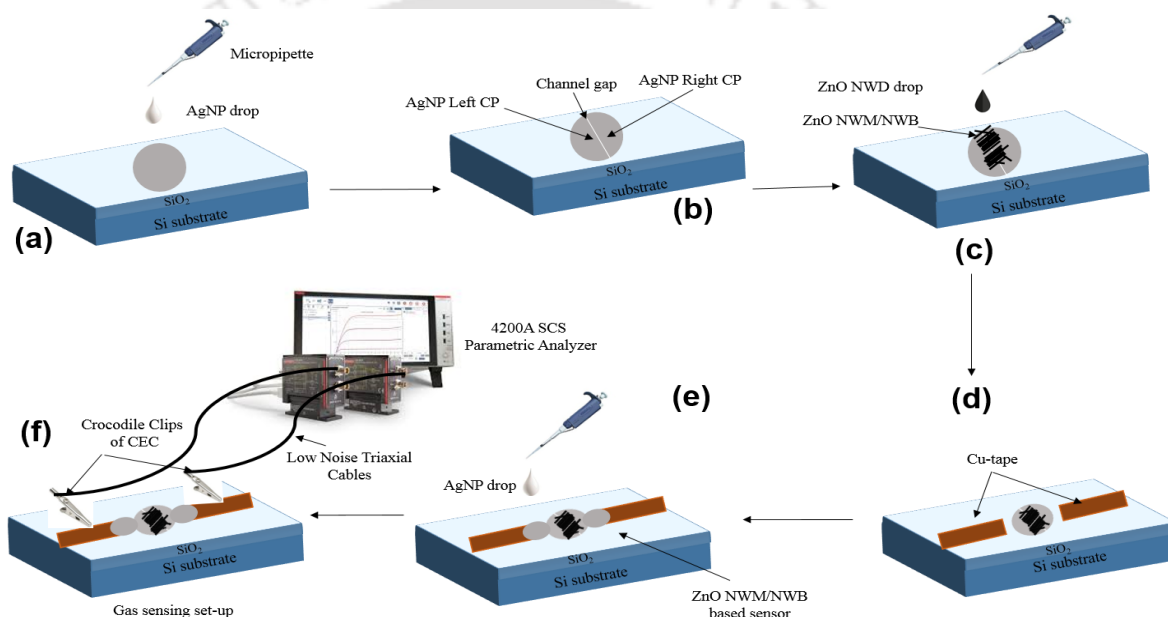 Micropipette
AgNP drop
SiO₂
Si substrate
(a)
Channel gap
AgNP Right CP
AgNP Left CP
SiO₂
Si substrate
(b)
ZnO NWD drop
ZnO NWM/NWB
SiO₂
Si substrate
(c)
(d)
Cu-tape
SiO₂
Si substrate
(e)
AgNP drop
SiO₂
Si substrate
ZnO NWM/NWB
based sensor
(f)
4200A SCS
Parametric Analyzer
Crocodile Clips
of CEC
Low Noise Triaxial
Cables
SiO₂
Si substrate
Gas sensing set-up